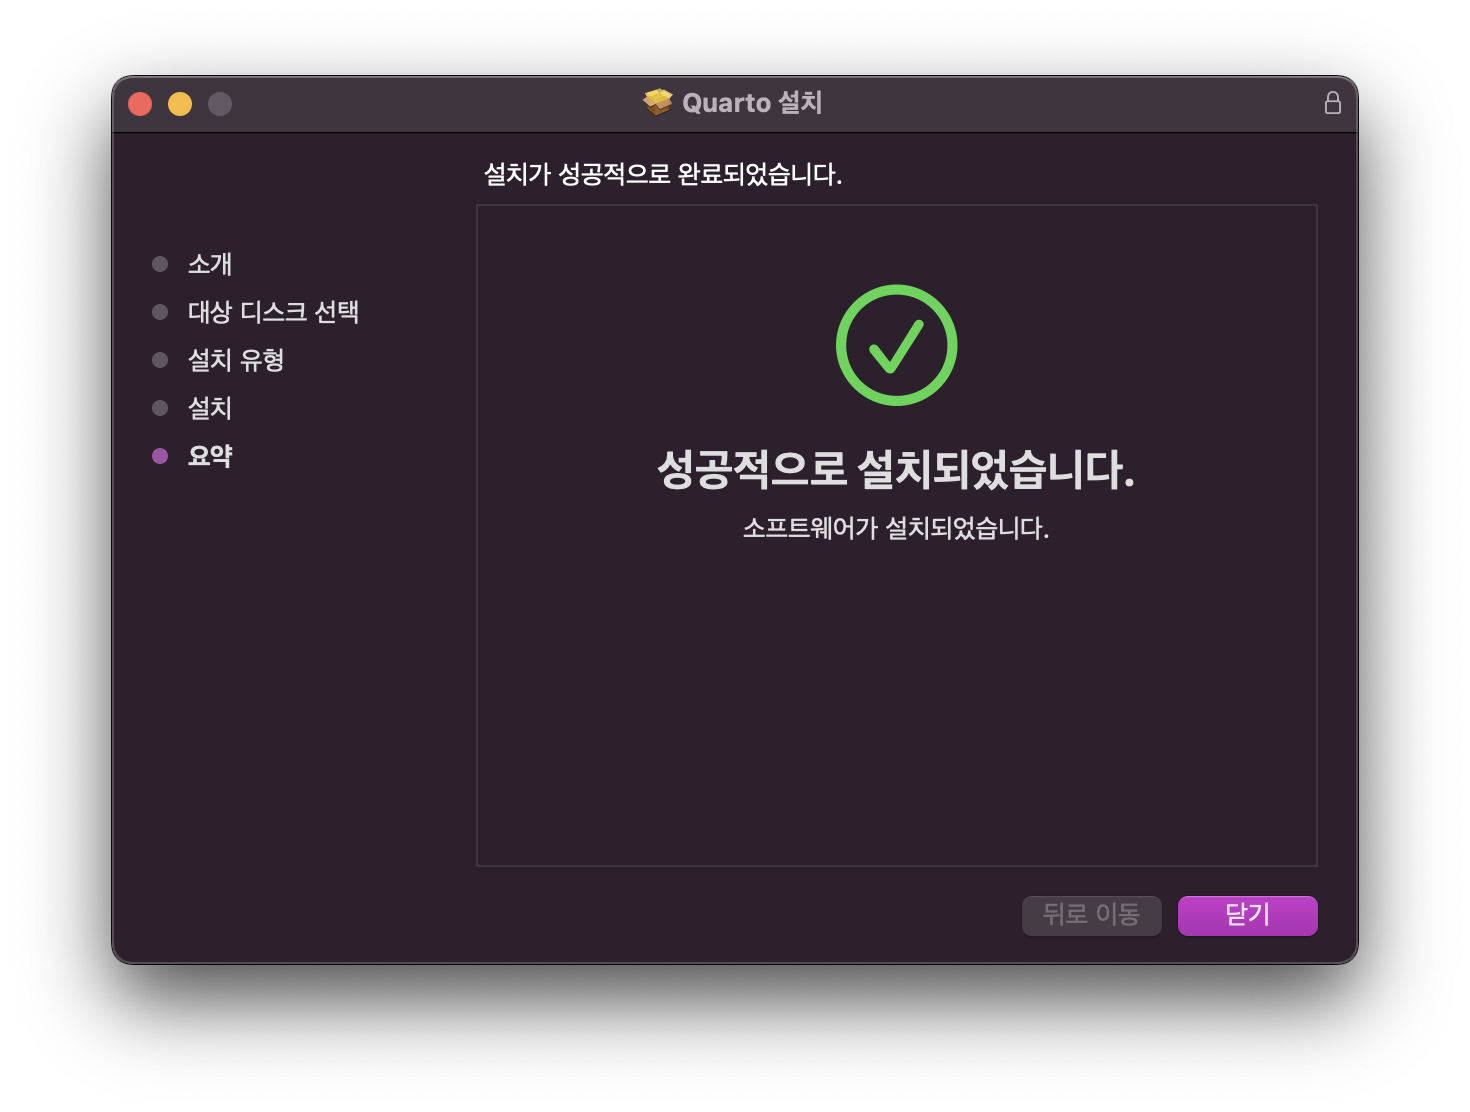 Quarto 설치
설치가 성공적으로 완료되었습니다.
소개
대상 디스크 선택
설치 유형
설치
요약
성공적으로 설치되었습니다.
소프트웨어가 설치되었습니다.
뒤로 이동
닫기